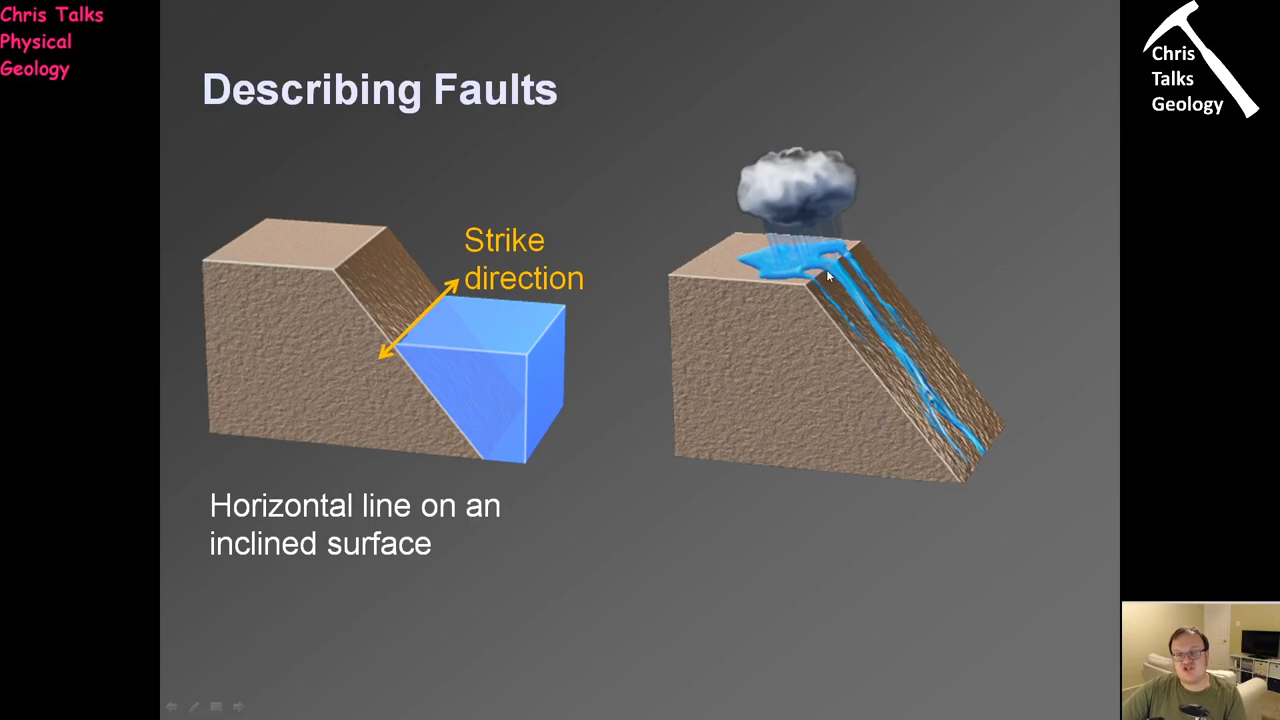 Chris Talks
Physical
Geology
Chris
Talks
Geology
Describing Faults
Strike
direction
Horizontal line on an
inclined surface